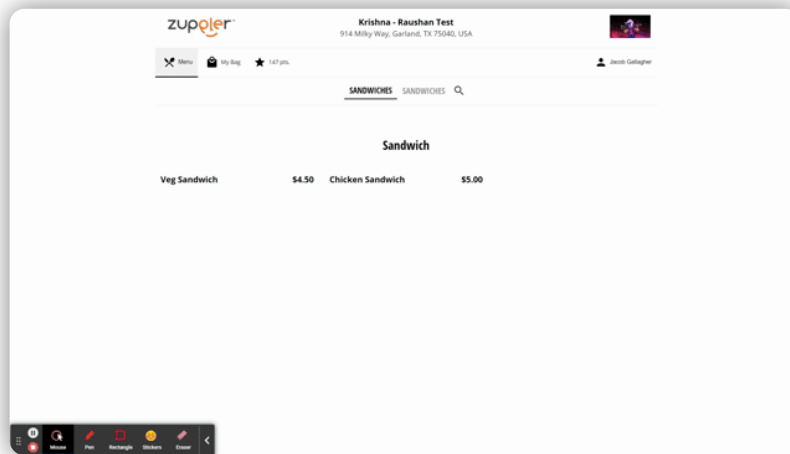 zuppler
Krishna - Raushan Test
914 Milky Way, Garland, TX 75040, USA
Menu
My Bag
147 pts.
Jacob Gallagher
SANDWICHES
SANDWICHES
Sandwich
Veg Sandwich $4.50
Chicken Sandwich $5.00
Mouse
Pen
Rectangle
Stickers
Eraser